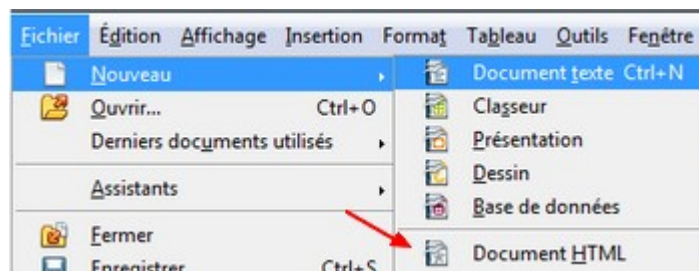 Fichier Édition Affichage Insertion Format Tableau Outils Fenêtre
Nouveau
Ouvrir... Ctrl+O
Derniers documents utilisés
Assistants
Fermer
Enregistrer Ctrl+S
Document texte Ctrl+N
Classeur
Présentation
Dessin
Base de données
Document HTML